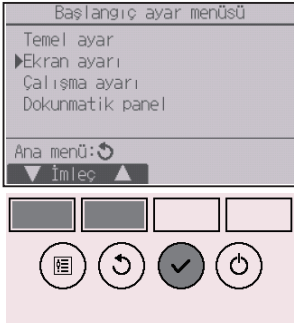 Başlangıç ayar menüsü
Temel ayar
▶Ekran ayarı
Çalışma ayarı
Dokunmatik panel
Ana menü:↺
▼ İmleç ▲